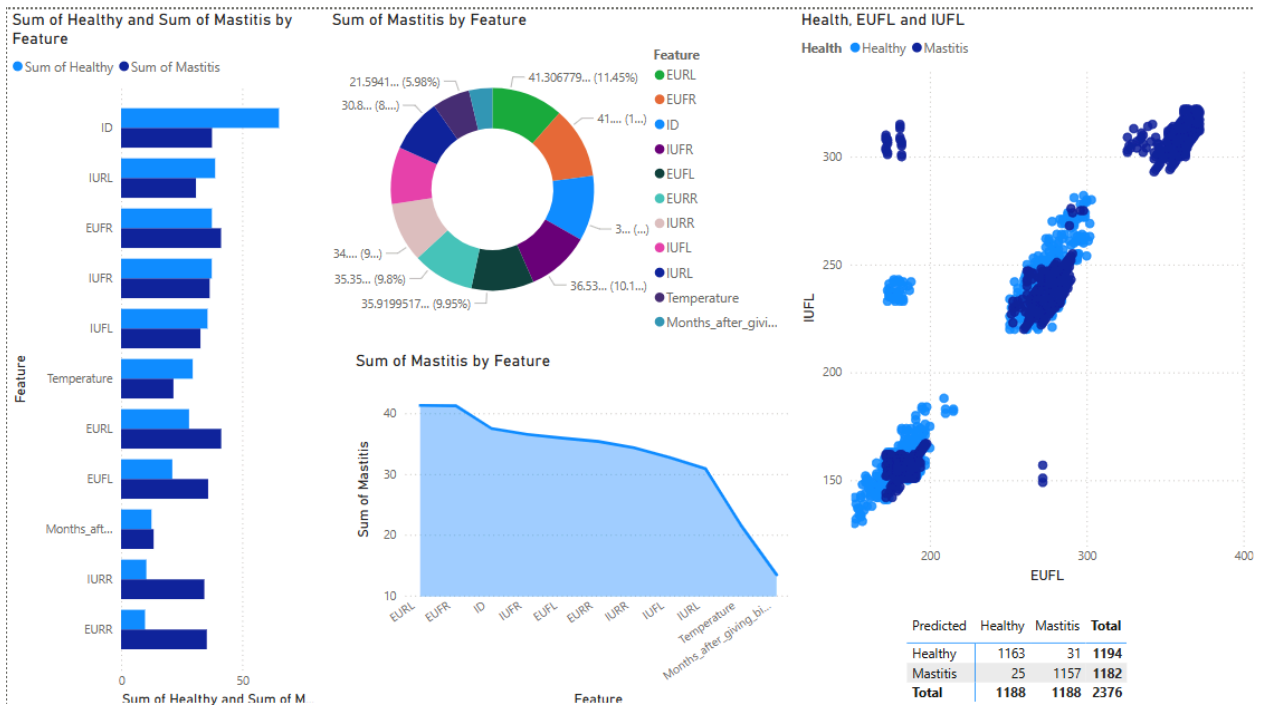 Sum of Healthy and Sum of Mastitis by
Feature
Sum of Healthy Sum of Mastitis
ID
IURL
EUFR
IUFR
IUFL
Temperature
EURL
EUFL
Months_aft...
IURR
EURR
Feature
0 50
Sum of Healthy and Sum of M...
Sum of Mastitis by Feature
21.5941... (5.98%)
41.306779... (11.45%)
30.8... (8....)
41.... (1...)
3... (...)
34.... (9...)
35.35... (9.8%)
36.53... (10.1...)
35.9199517... (9.95%)
Feature
EURL
EUFR
ID
IUFR
EUFL
EURR
IURR
IUFL
IURL
Temperature
Months_after_givi...
Sum of Mastitis by Feature
Sum of Mastitis
40
30
20
10
EURL
EUFR
ID
IUFR
EUFL
EURR
IURR
IUFL
IURL
Temperature
Months_after_giving_bi...
Feature
Health, EUFL and IUFL
Health Healthy Mastitis
IUFL
300
250
200
150
200 300 400
EUFL
Predicted Healthy Mastitis Total
Healthy 1163 31 1194
Mastitis 25 1157 1182
Total 1188 1188 2376